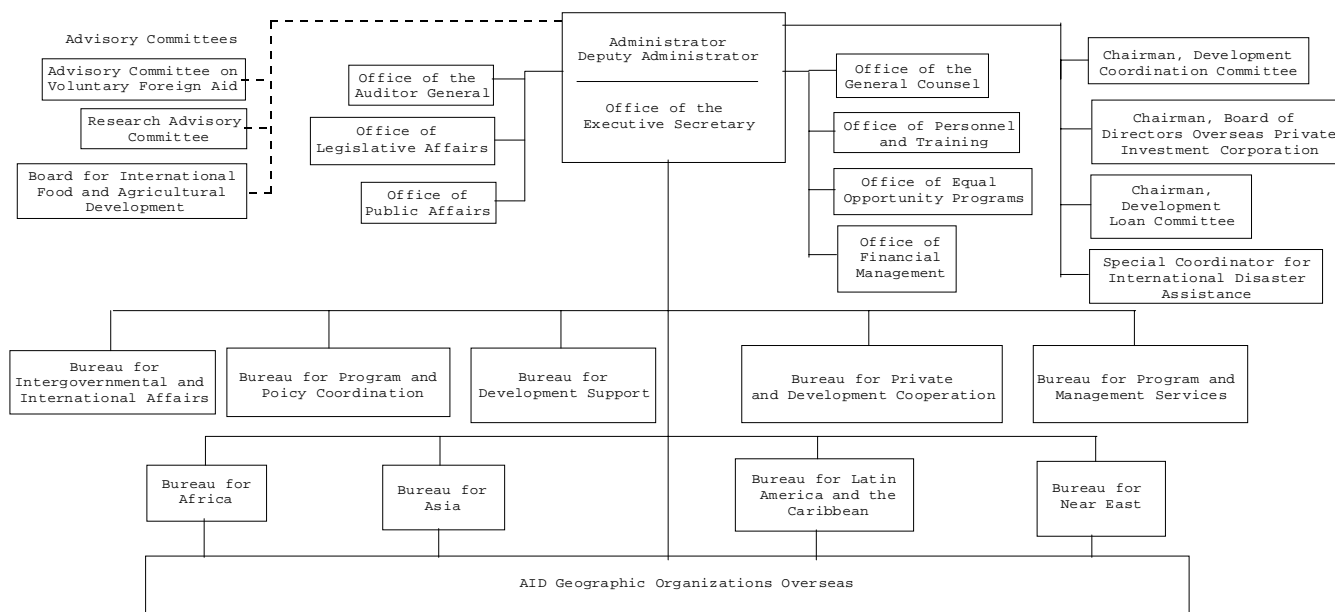 Advisory Committees
Advisory Committee on
Voluntary Foreign Aid
Research Advisory
Committee
Board for International
Food and Agricultural
Development
Office of the
Auditor General
Office of
Legislative Affairs
Office of
Public Affairs
Administrator
Deputy Administrator
Office of the
Executive Secretary
Office of the
General Counsel
Office of Personnel
and Training
Office of Equal
Opportunity Programs
Office of
Financial
Management
Chairman, Development
Coordination Committee
Chairman, Board of
Directors Overseas Private
Investment Corporation
Chairman,
Development
Loan Committee
Special Coordinator for
International Disaster
Assistance
Bureau for
Intergovernmental and
International Affairs
Bureau for Program and
Poicy Coordination
Bureau for
Development Support
Bureau for Private
and Development Cooperation
Bureau for Program and
Management Services
Bureau for
Africa
Bureau for
Asia
Bureau for Latin
America and the
Caribbean
Bureau for
Near East
AID Geographic Organizations Overseas